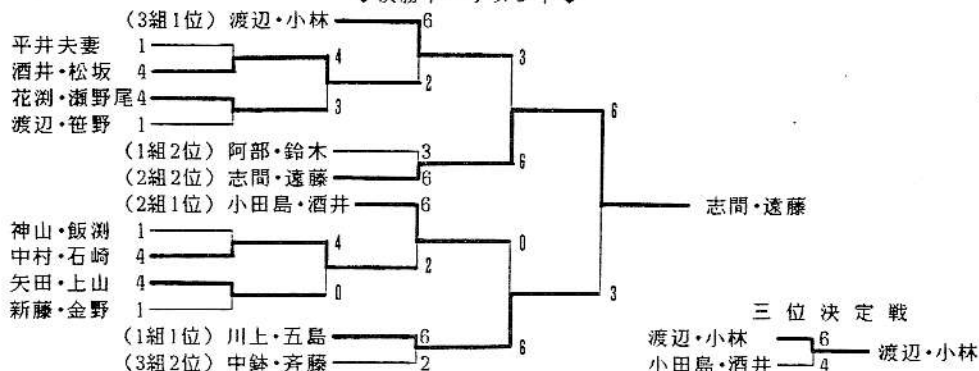 (3組1位) 渡辺・小林 6
平井夫妻 1
酒井・松坂 4
4
3
2
花渕・瀬野尾 4
渡辺・笹野 1
3
6
(1組2位) 阿部・鈴木 3
(2組2位) 志間・遠藤 6
6
志間・遠藤
(2組1位) 小田島・酒井 6
神山・飯渕 1
中村・石崎 4
4
0
2
0
矢田・上山 4
新藤・金野 1
3
(1組1位) 川上・五島 6
(3組2位) 中鉢・斉藤 2
6
三位決定戦
渡辺・小林 6
小田島・酒井 4
渡辺・小林